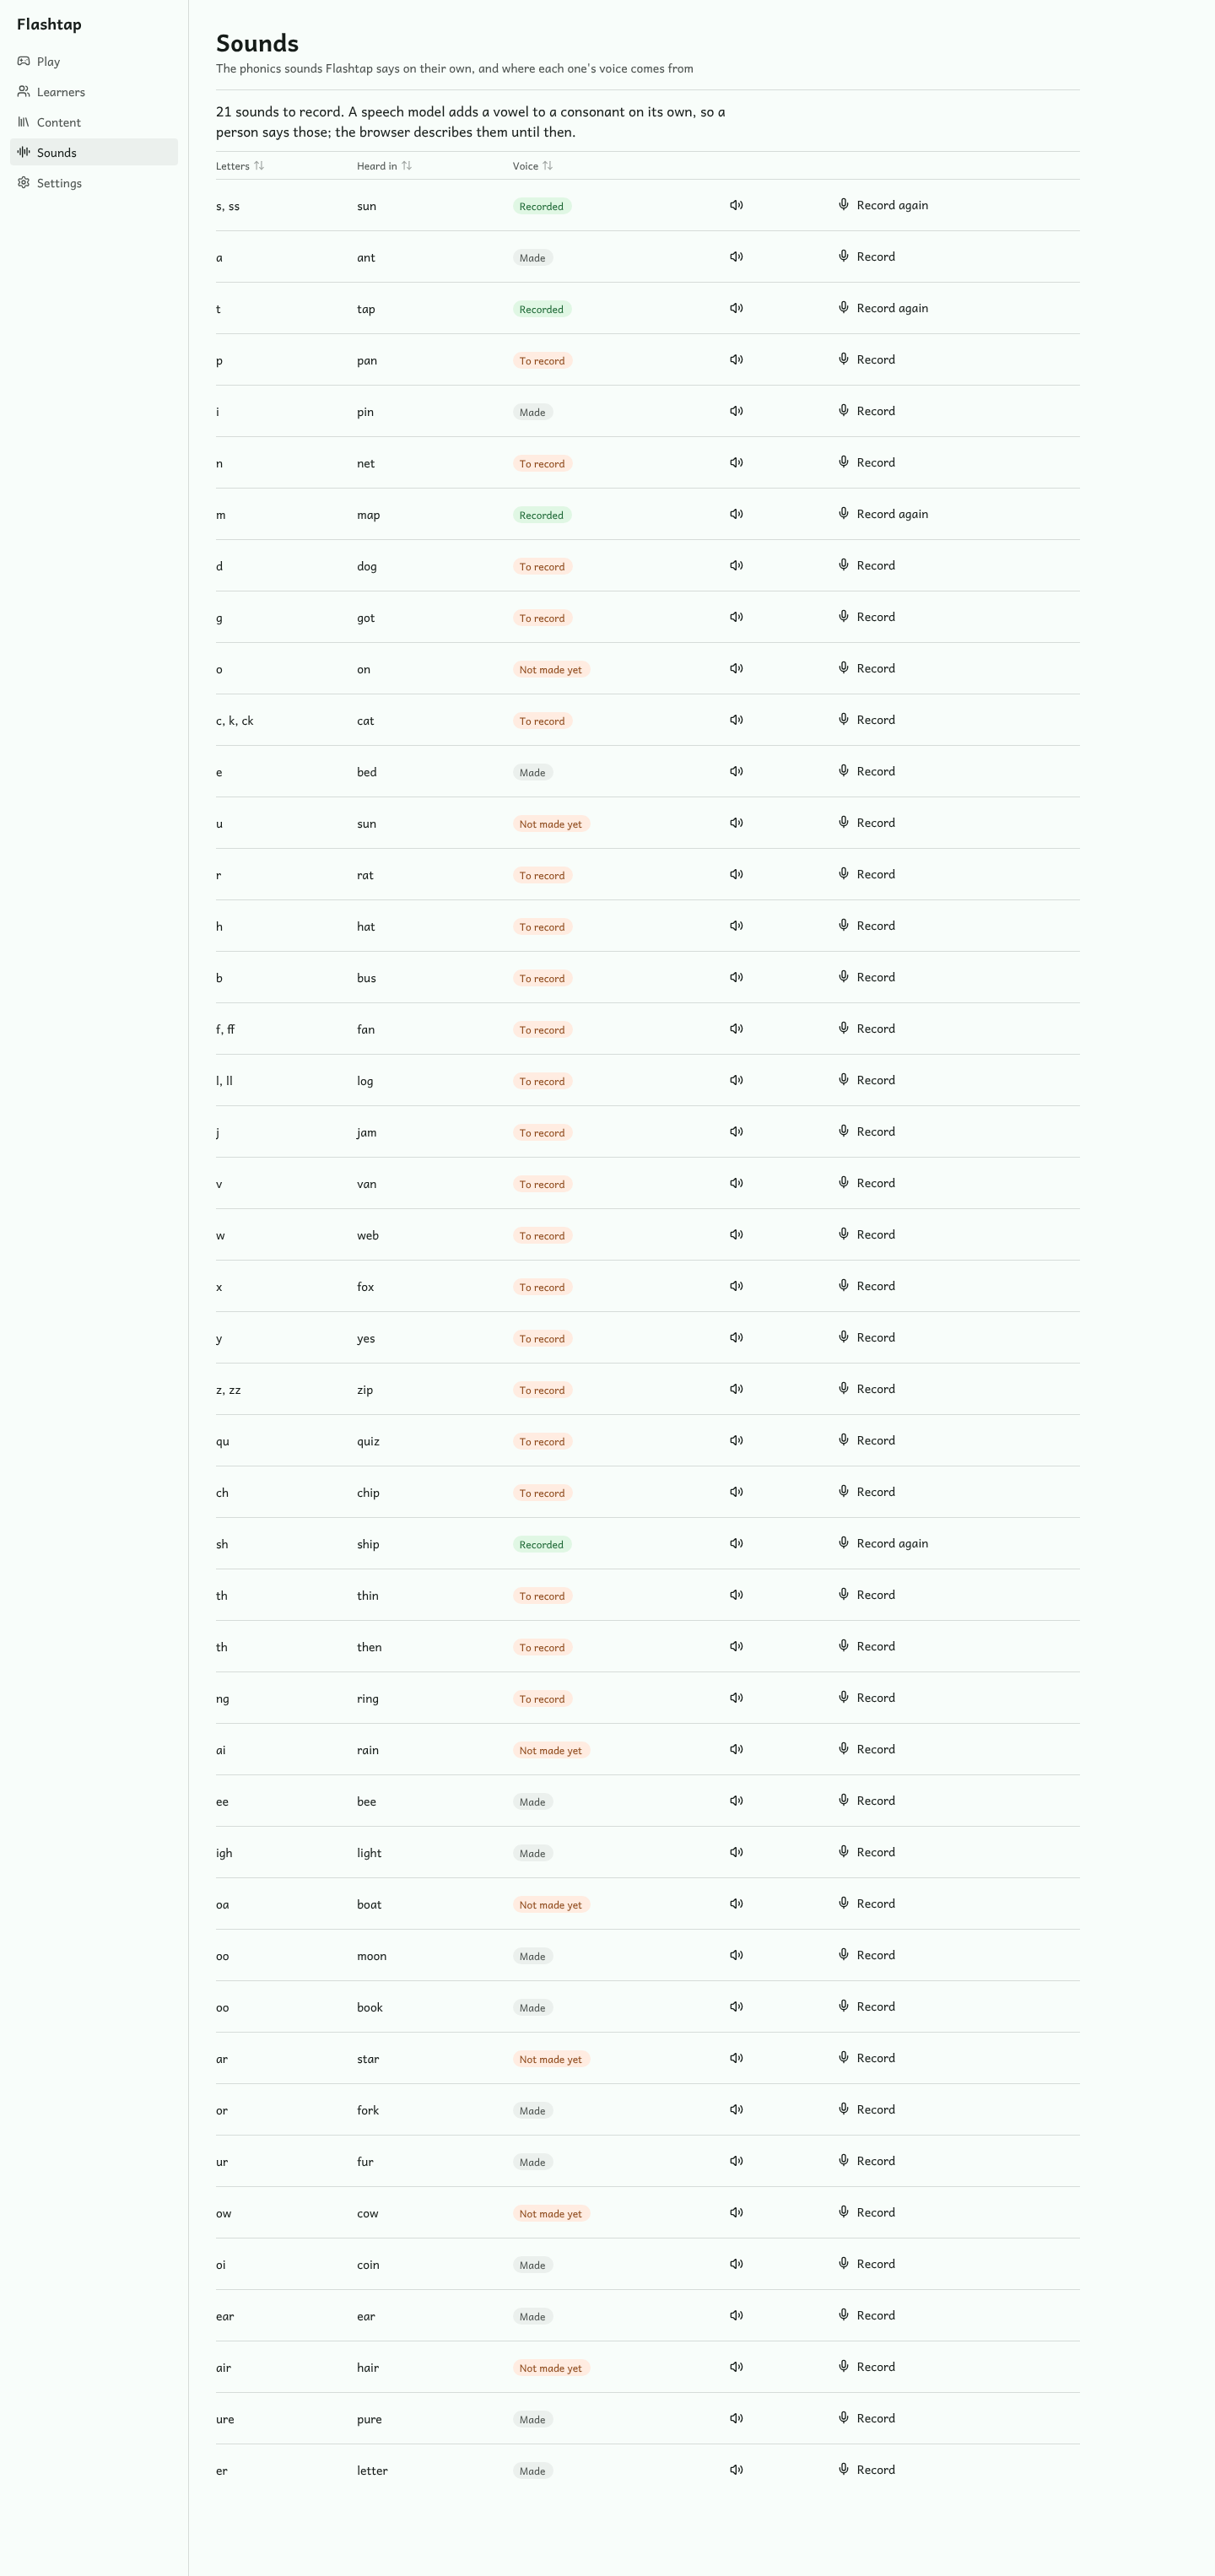 Flashtap
Play
Learners
Content
Sounds
Settings
Sounds
The phonics sounds Flashtap says on their own, and where each one's voice comes from
21 sounds to record. A speech model adds a vowel to a consonant on its own, so a
person says those; the browser describes them until then.
Letters Heard in Voice
s, ss sun Recorded Record again
a ant Made Record
t tap Recorded Record again
p pan To record Record
i pin Made Record
n net To record Record
m map Recorded Record again
d dog To record Record
g got To record Record
o on Not made yet Record
c, k, ck cat To record Record
e bed Made Record
u sun Not made yet Record
r rat To record Record
h hat To record Record
b bus To record Record
f, ff fan To record Record
l, ll log To record Record
j jam To record Record
v van To record Record
w web To record Record
x fox To record Record
y yes To record Record
z, zz zip To record Record
qu quiz To record Record
ch chip To record Record
sh ship Recorded Record again
th thin To record Record
th then To record Record
ng ring To record Record
ai rain Not made yet Record
ee bee Made Record
igh light Made Record
oa boat Not made yet Record
oo moon Made Record
oo book Made Record
ar star Not made yet Record
or fork Made Record
ur fur Made Record
ow cow Not made yet Record
oi coin Made Record
ear ear Made Record
air hair Not made yet Record
ure pure Made Record
er letter Made Record